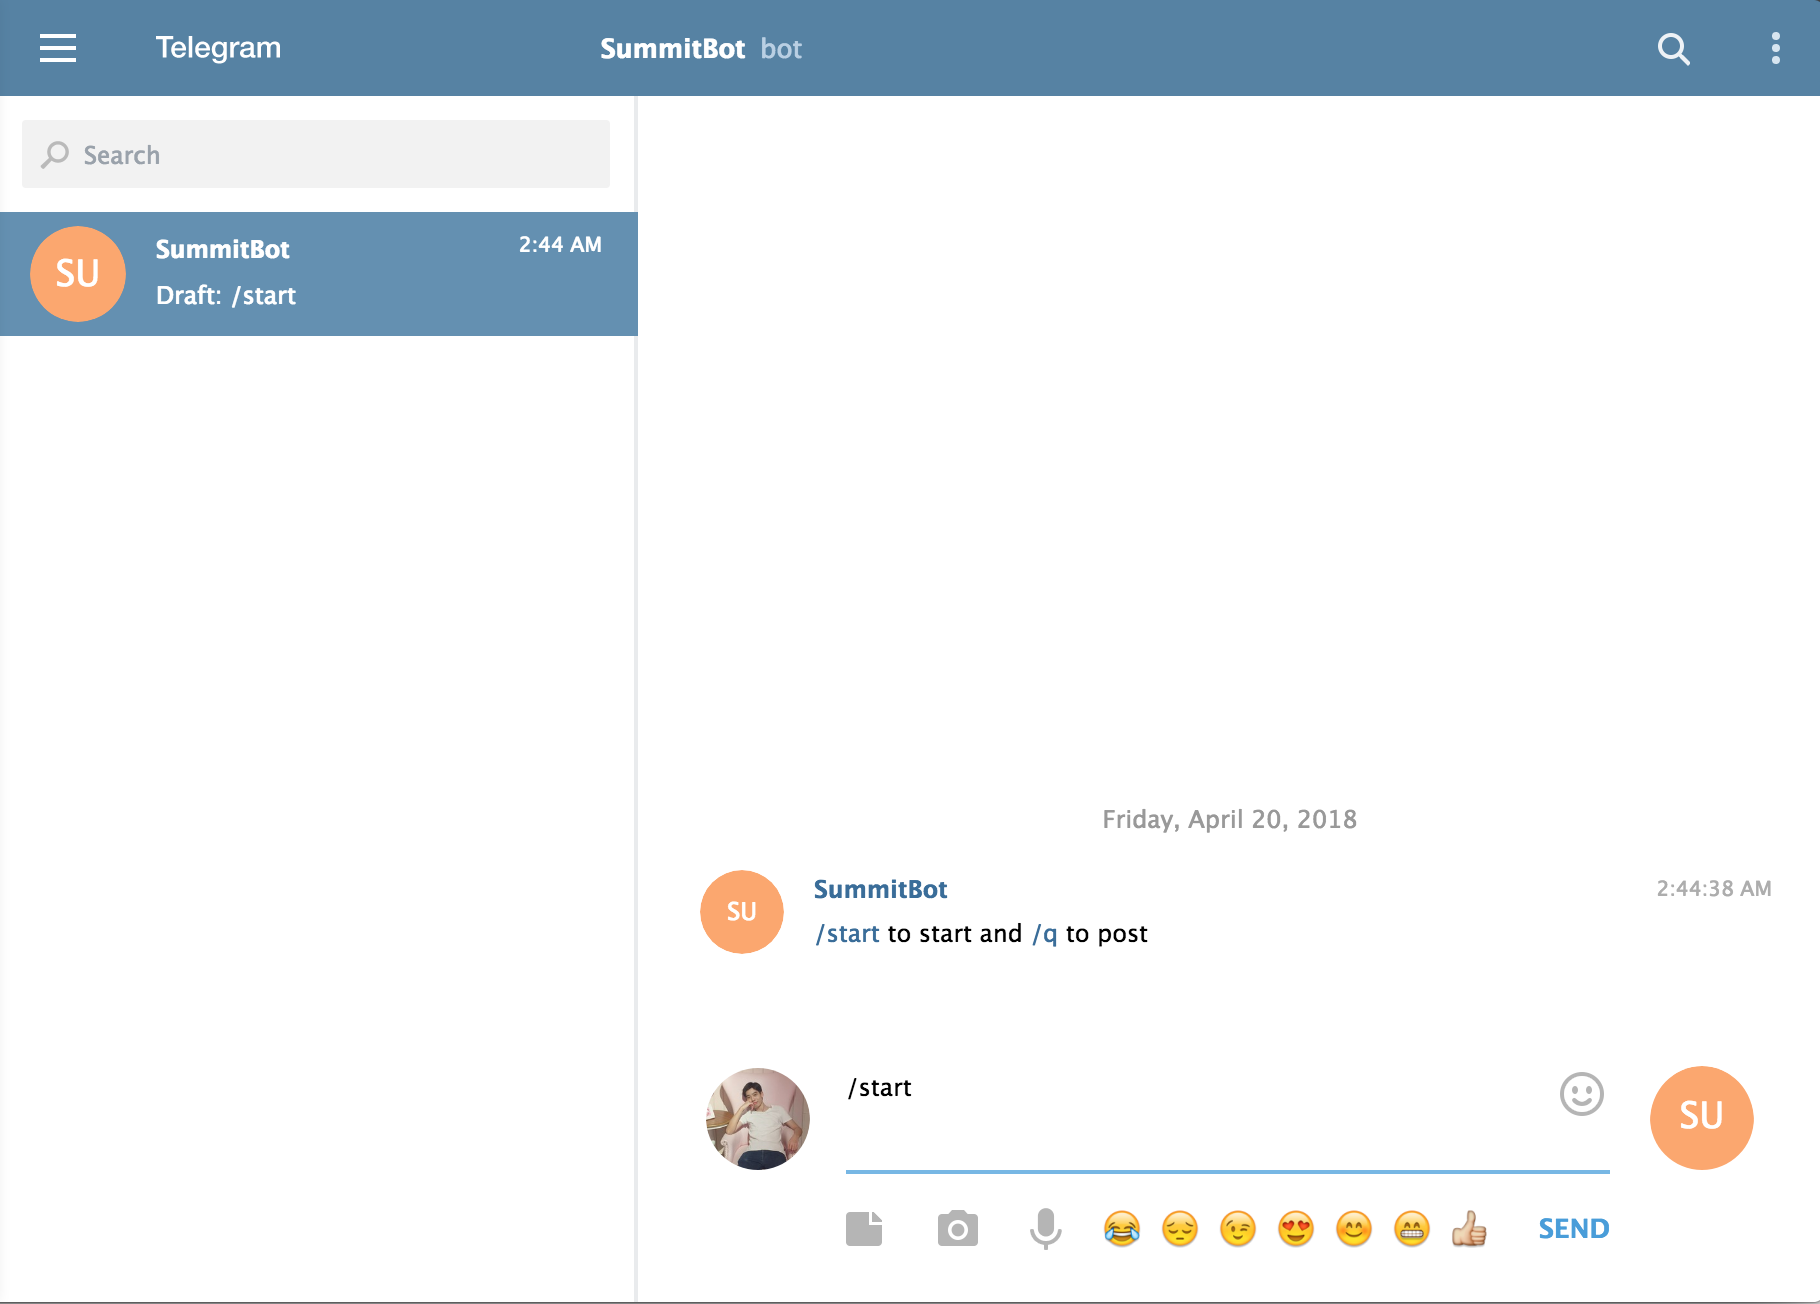 Telegram
SummitBot bot
Search
SU
SummitBot
2:44 AM
Draft: /start
Friday, April 20, 2018
SU
SummitBot
2:44:38 AM
/start to start and /q to post
/start
SU
SEND